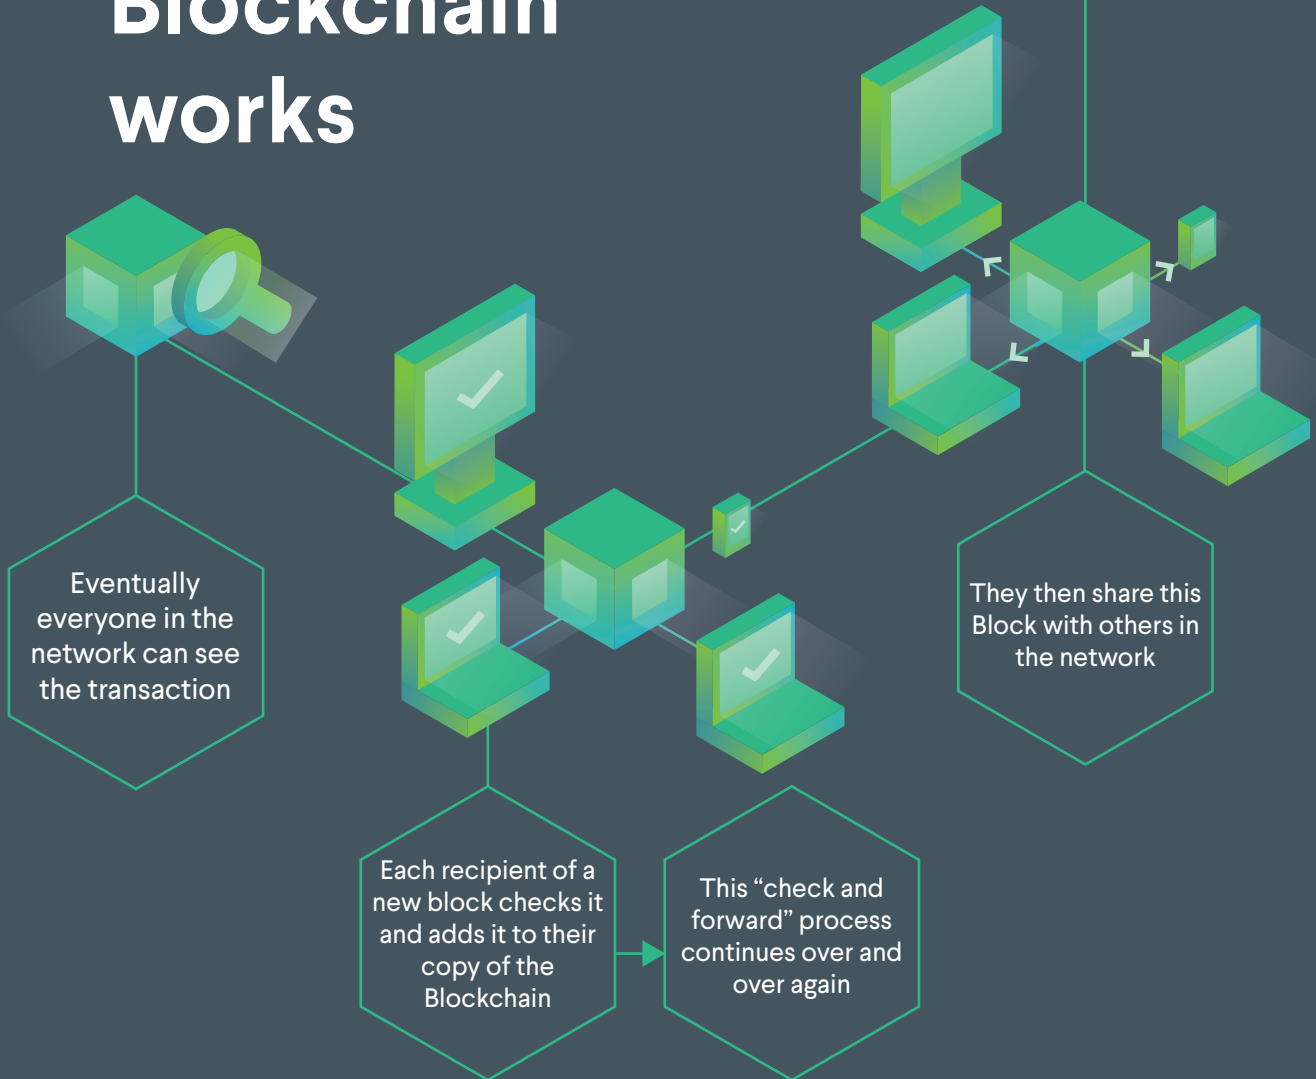 Blockchain
works
They then share this
Block with others in
the network
Each recipient of a
new block checks it
and adds it to their
copy of the
Blockchain
This “check and
forward” process
continues over and
over again
Eventually
everyone in the
network can see
the transaction